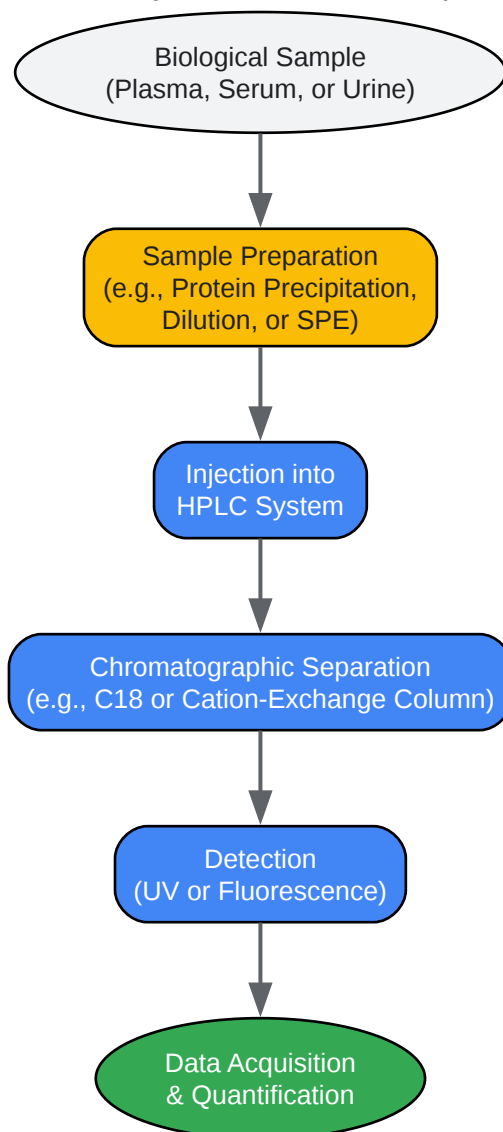 Biological Sample
(Plasma, Serum, or Urine)
Sample Preparation
(e.g., Protein Precipitation,
Dilution, or SPE)
Injection into
HPLC System
Chromatographic Separation
(e.g., C18 or Cation-Exchange Column)
Detection
(UV or Fluorescence)
Data Acquisition
& Quantification